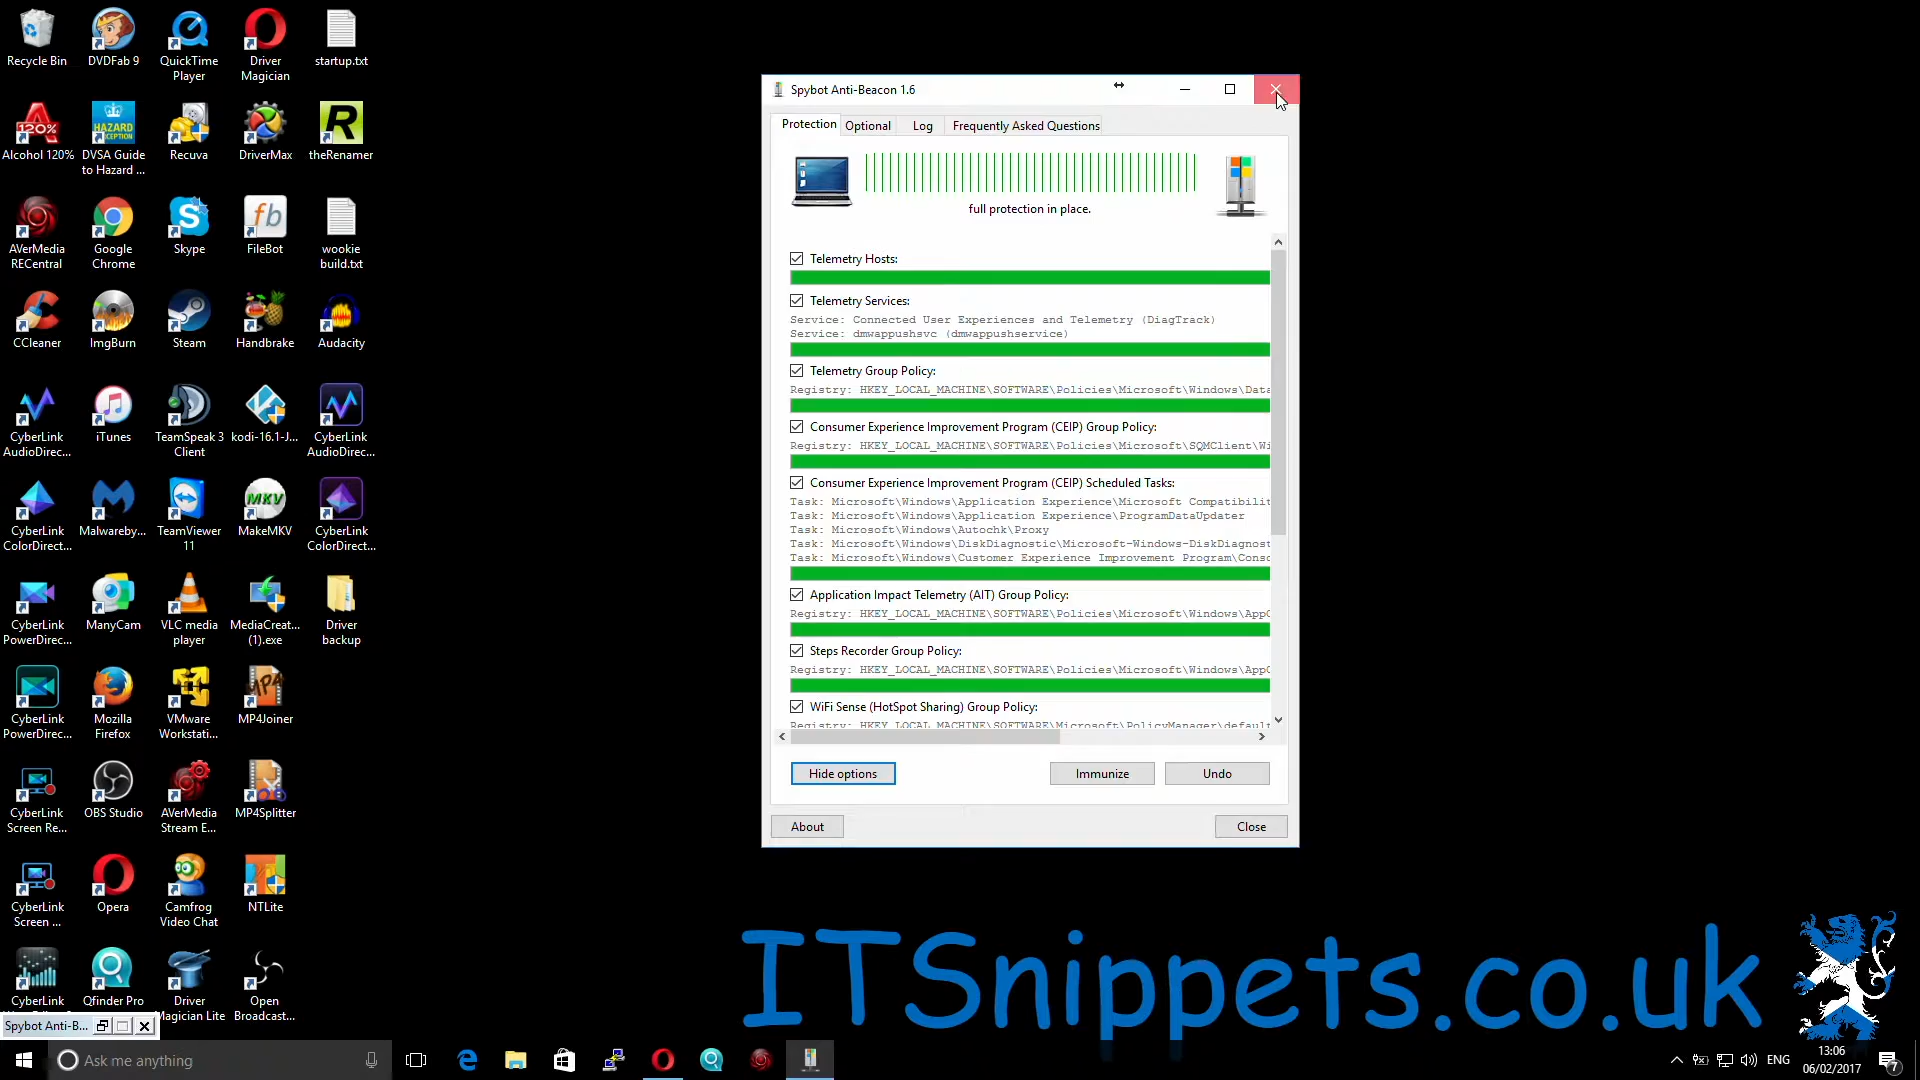 Recycle Bin
DVDFab 9
QuickTime
Player
Driver
Magician
startup.txt
Alcohol 120%
DVSA Guide
to Hazard ...
Recuva
DriverMax
theRenamer
AVerMedia
RECentral
Google
Chrome
Skype
FileBot
wookie
build.txt
CCleaner
ImgBurn
Steam
Handbrake
Audacity
CyberLink
AudioDirec...
iTunes
TeamSpeak 3
Client
kodi-16.1-J...
CyberLink
AudioDirec...
CyberLink
ColorDirect...
Malwareby...
TeamViewer
11
MakeMKV
CyberLink
ColorDirect...
CyberLink
PowerDirec...
ManyCam
VLC media
player
MediaCreat...
(1).exe
Driver
backup
CyberLink
PowerDirec...
Mozilla
Firefox
VMware
Workstati...
MP4Joiner
CyberLink
Screen Re...
OBS Studio
AVerMedia
Stream E...
MP4Splitter
CyberLink
Screen ...
Opera
Camfrog
Video Chat
NTLite
CyberLink
Qfinder Pro
Driver
Magician Lite
Open
Broadcast...
Spybot Anti-B...
Spybot Anti-Beacon 1.6
Protection
Optional
Log
Frequently Asked Questions
full protection in place.
Telemetry Hosts:
Telemetry Services:
Service: Connected User Experiences and Telemetry (DiagTrack)
Service: dmwappushsvc (dmwappushservice)
Telemetry Group Policy:
Registry: HKEY_LOCAL_MACHINE\SOFTWARE\Policies\Microsoft\Windows\Data
Consumer Experience Improvement Program (CEIP) Group Policy:
Registry: HKEY_LOCAL_MACHINE\SOFTWARE\Policies\Microsoft\SQMClient\Wi
Consumer Experience Improvement Program (CEIP) Scheduled Tasks:
Task: Microsoft\Windows\Application Experience\Microsoft Compatibilit
Task: Microsoft\Windows\Application Experience\ProgramDataUpdater
Task: Microsoft\Windows\Autochk\Proxy
Task: Microsoft\Windows\DiskDiagnostic\Microsoft-Windows-DiskDiagnost
Task: Microsoft\Windows\Customer Experience Improvement Program\Conso
Application Impact Telemetry (AIT) Group Policy:
Registry: HKEY_LOCAL_MACHINE\SOFTWARE\Policies\Microsoft\Windows\AppC
Steps Recorder Group Policy:
Registry: HKEY_LOCAL_MACHINE\SOFTWARE\Policies\Microsoft\Windows\AppC
WiFi Sense (HotSpot Sharing) Group Policy:
Registry: HKEY_LOCAL_MACHINE\SOFTWARE\Microsoft\PolicyManager\default
Hide options
Immunize
Undo
About
Close
ITSnippets.co.uk
Ask me anything
ENG
13:06
06/02/2017
7